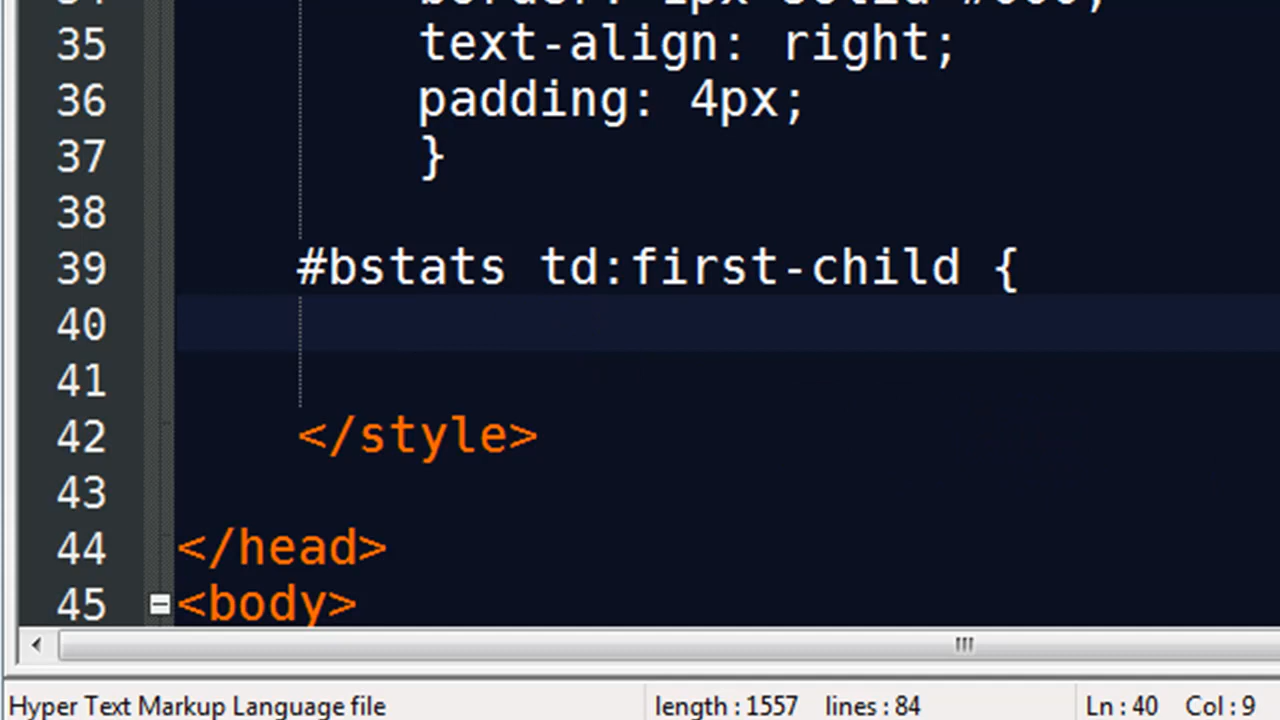 35 text-align: right;
36 padding: 4px;
37 }
38
39 #bstats td:first-child {
40
41
42 </style>
43
44 </head>
45 <body>
Hyper Text Markup Language file length : 1557 lines : 84 Ln : 40 Col : 9